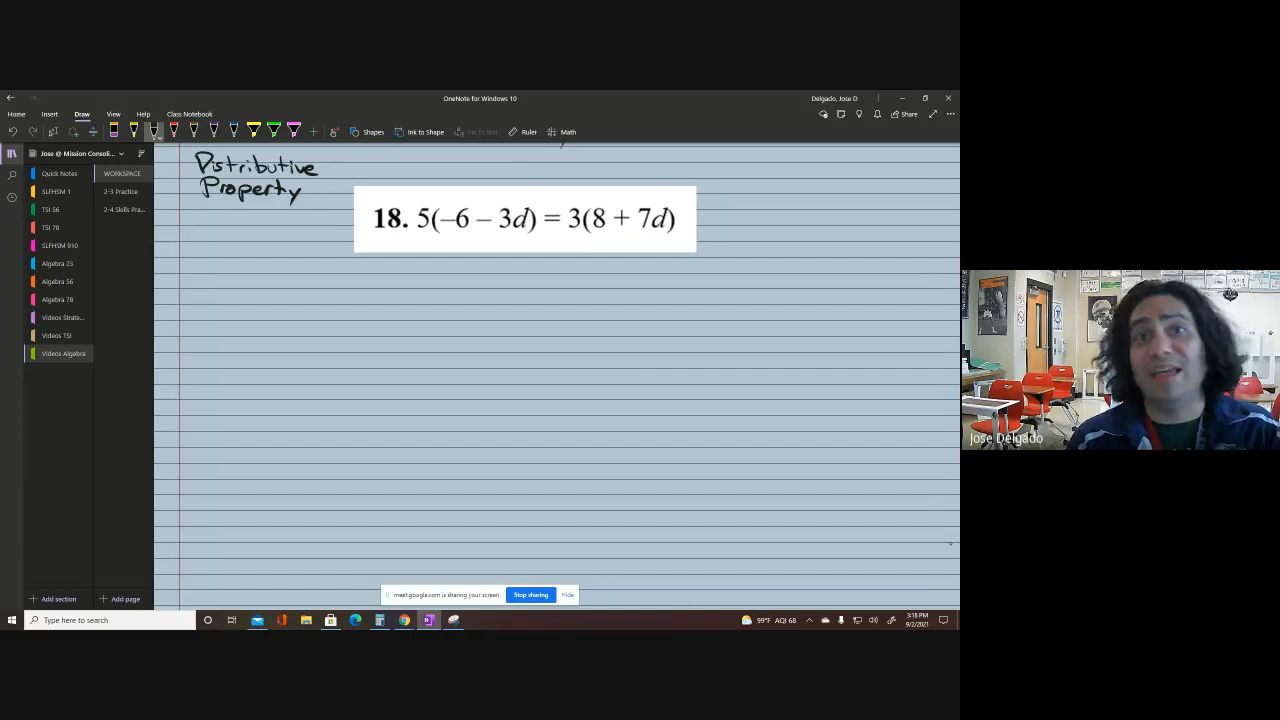 OneNote for Windows 10
Delgado, Jose D
Home Insert Draw View Help Class Notebook
Share
Shapes Ink to Shape Ink to Text Ruler Math
Jose @ Mission Consoli...
Quick Notes
SLFHSM 1
TSI 56
TSI 78
SLFHSM 910
Algebra 23
Algebra 56
Algebra 78
Videos Strate...
Videos TSI
Videos Algebra
WORKSPACE
2-3 Practice
2-4 Skills Pra...
Distributive
Property
18. 5(–6 – 3d) = 3(8 + 7d)
Jose Delgado
meet.google.com is sharing your screen. Stop sharing Hide
Add section
Add page
Type here to search
99°F AQI 68
3:18 PM
9/2/2021